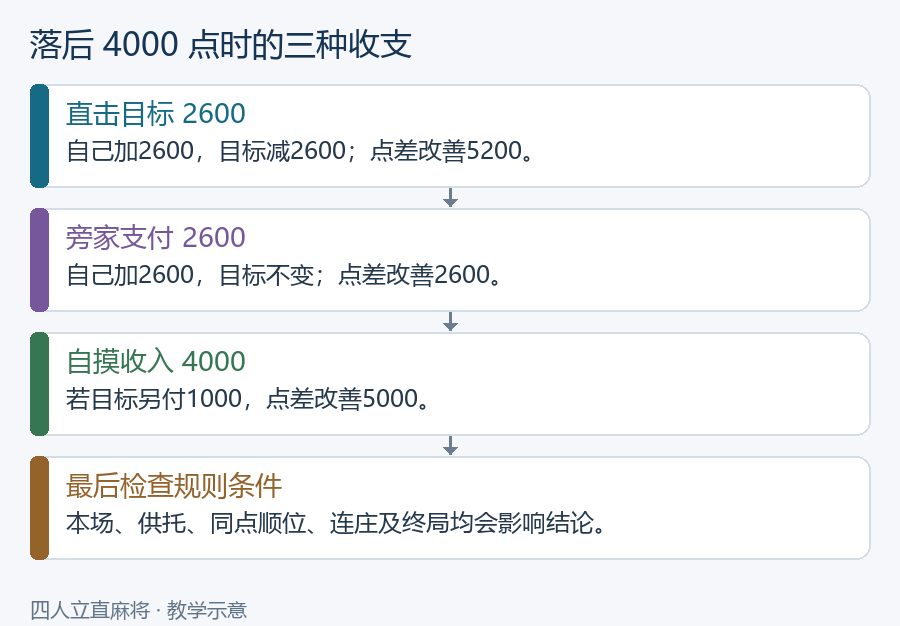 落后 4000 点时的三种收支
直击目标 2600
自己加2600，目标减2600；点差改善5200。
旁家支付 2600
自己加2600，目标不变；点差改善2600。
自摸收入 4000
若目标另付1000，点差改善5000。
最后检查规则条件
本场、供托、同点顺位、连庄及终局均会影响结论。
四人立直麻将 · 教学示意